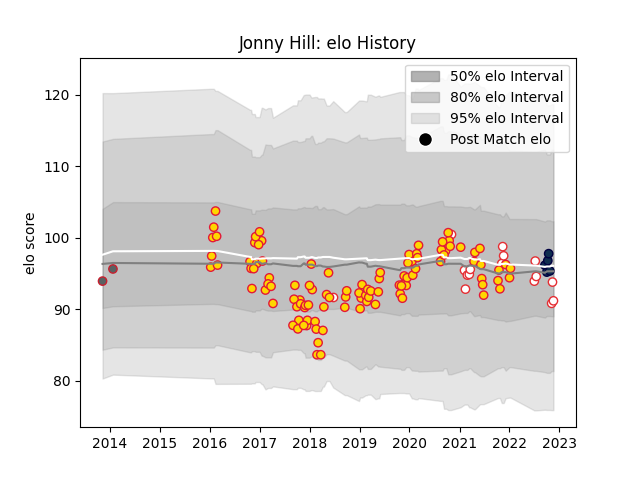 Jonny Hill: elo History
50% elo Interval
80% elo Interval
95% elo Interval
Post Match elo
elo score
120
110
100
90
80
2014 2015 2016 2017 2018 2019 2020 2021 2022 2023